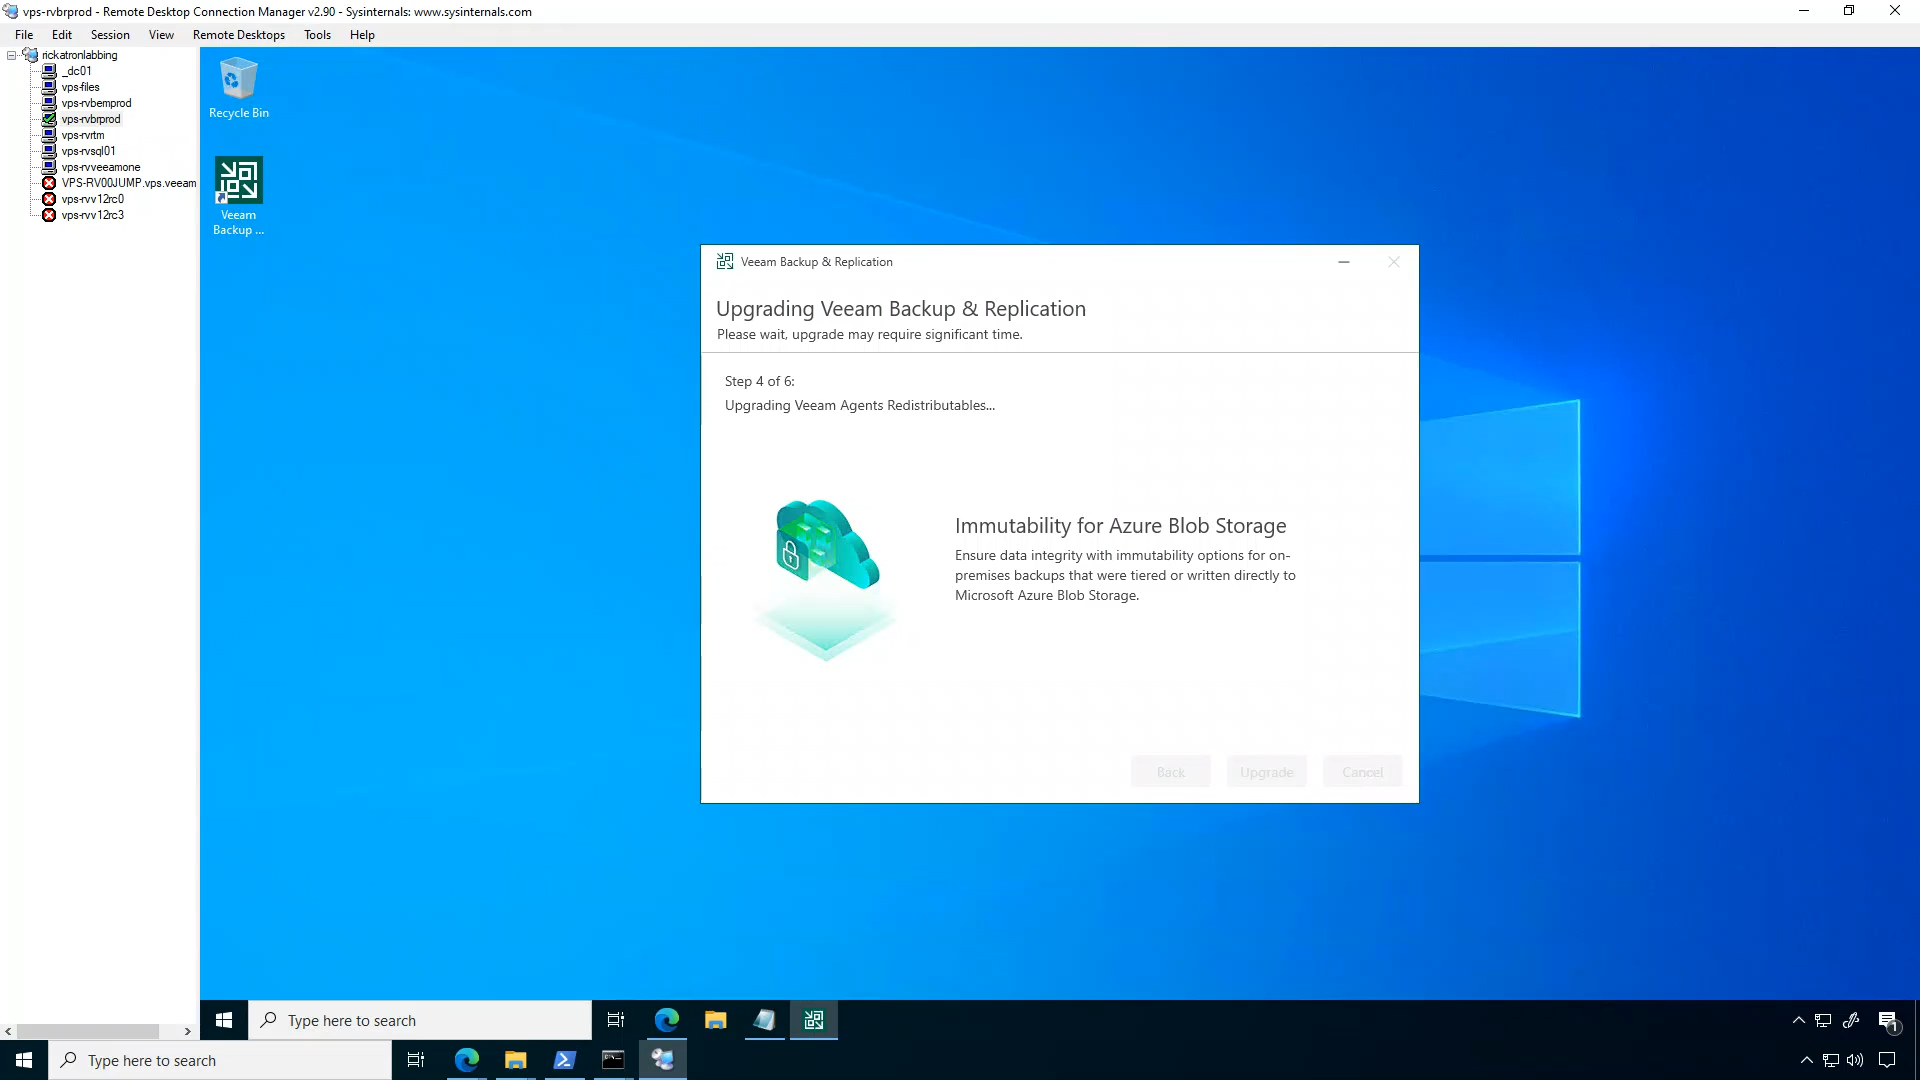 vps-rvbrprod - Remote Desktop Connection Manager v2.90 - Sysinternals: www.sysinternals.com
File Edit Session View Remote Desktops Tools Help
rickatronlabbing
_dc01
vps-files
vps-rvbemprod
vps-rvbrprod
vps-rvrtm
vps-rvsql01
vps-rvveeamone
VPS-RV00JUMP.vps.veeam
vps-rvv12rc0
vps-rvv12rc3
Recycle Bin
Veeam
Backup ...
Veeam Backup & Replication
Upgrading Veeam Backup & Replication
Please wait, upgrade may require significant time.
Step 4 of 6:
Upgrading Veeam Agents Redistributables...
Immutability for Azure Blob Storage
Ensure data integrity with immutability options for on-
premises backups that were tiered or written directly to
Microsoft Azure Blob Storage.
Back Upgrade Cancel
Type here to search
1
Type here to search